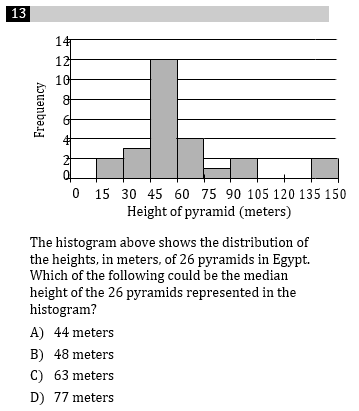 13
14
12
10
8
6
4
2
0
Frequency
0 15 30 45 60 75 90 105 120 135 150
Height of pyramid (meters)
The histogram above shows the distribution of
the heights, in meters, of 26 pyramids in Egypt.
Which of the following could be the median
height of the 26 pyramids represented in the
histogram?
A) 44 meters
B) 48 meters
C) 63 meters
D) 77 meters